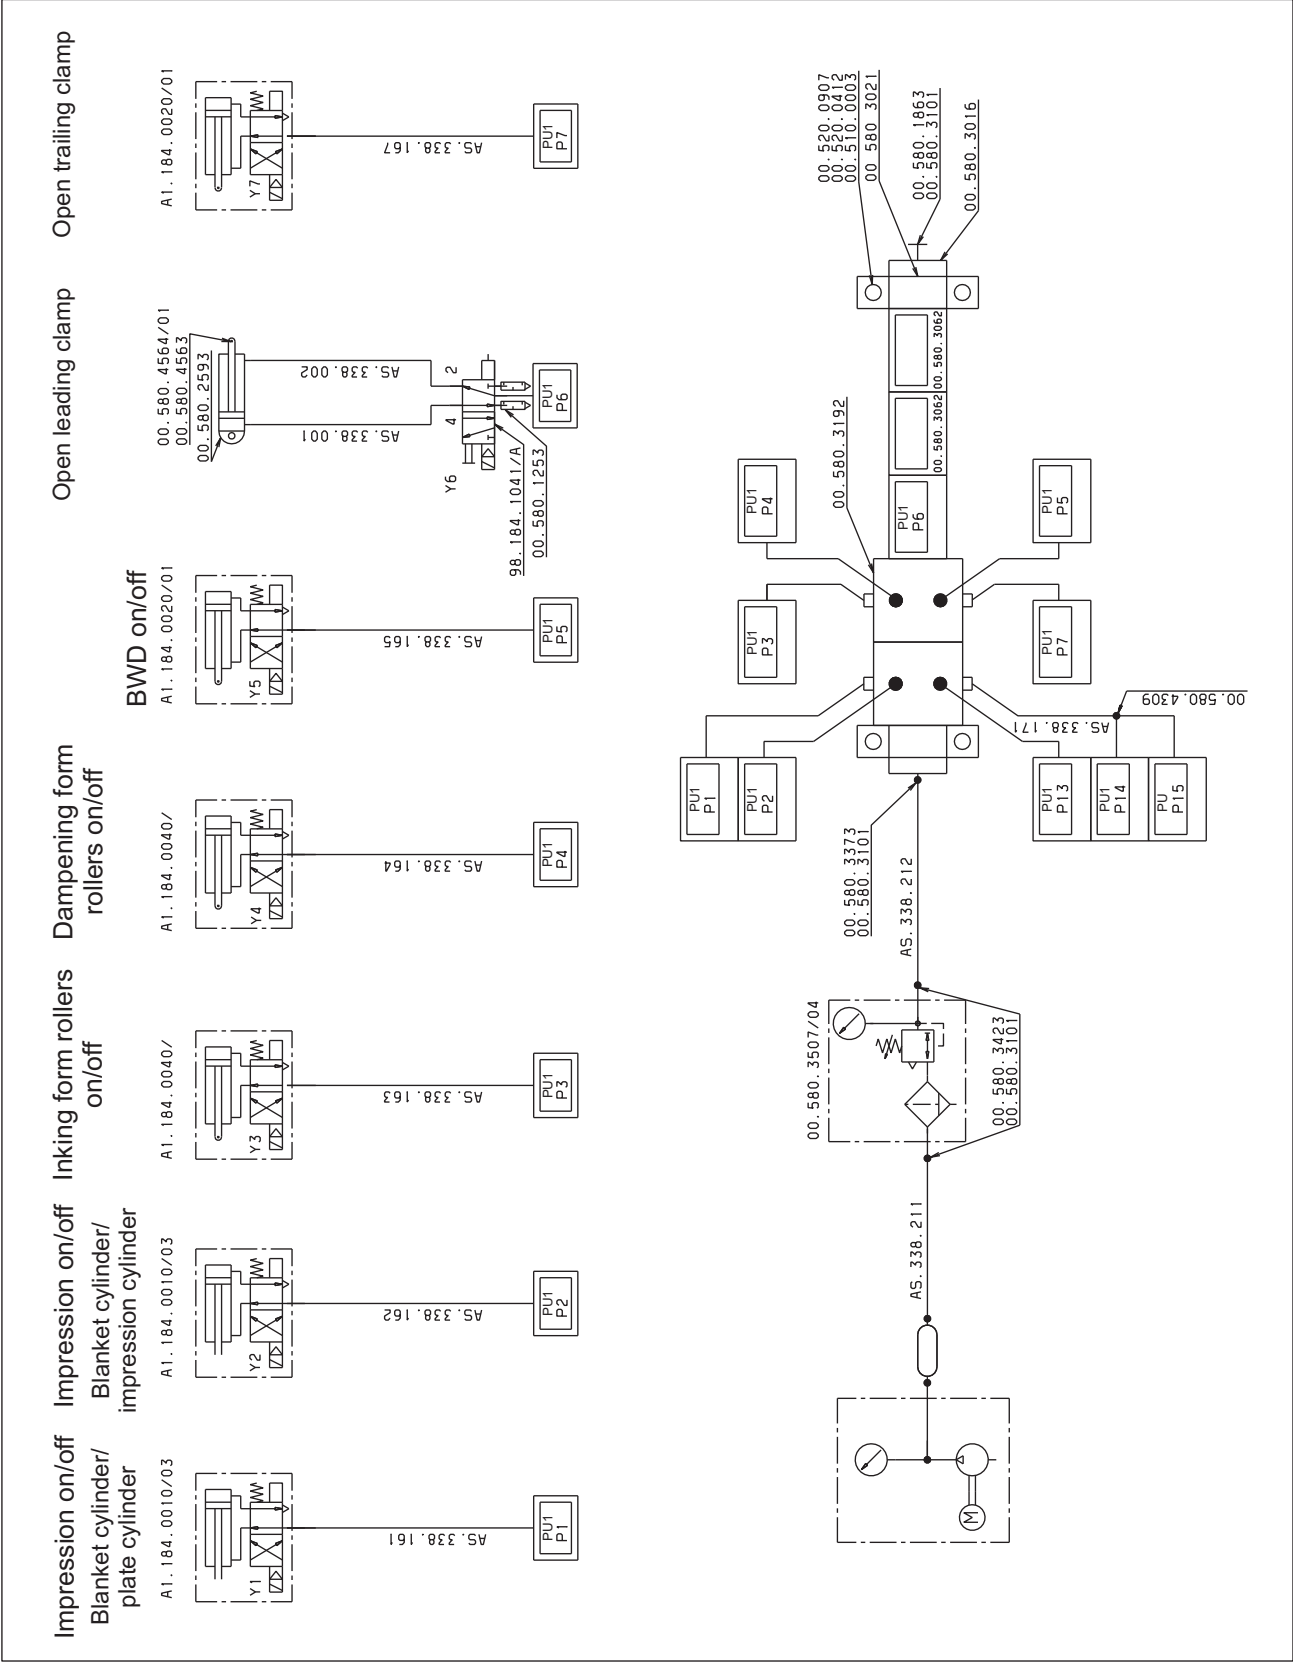 Impression on/off
Blanket cylinder/
plate cylinder
A1.184.0010/03
Y1
AS.338.161
PU1
P1
Impression on/off
Blanket cylinder/
impression cylinder
A1.184.0010/03
Y2
AS.338.162
PU1
P2
Inking form rollers
on/off
A1.184.0040/
Y3
AS.338.163
PU1
P3
Dampening form
rollers on/off
A1.184.0040/
Y4
AS.338.164
PU1
P4
BWD on/off
A1.184.0020/01
Y5
AS.338.165
PU1
P5
Open leading clamp
00.580.4564/01
00.580.4563
00.580.2593
AS.338.001
AS.338.002
Y6
4
2
98.184.1041/A
00.580.1253
PU1
P6
Open trailing clamp
A1.184.0020/01
Y7
AS.338.167
PU1
P7
M
AS.338.211
00.580.3507/04
00.580.3423
00.580.3101
AS.338.212
00.580.3373
00.580.3101
PU1
P1
PU1
P2
PU1
P3
PU1
P4
00.580.3192
PU1
P6
00.580.3062
00.580.3062
00.520.0907
00.520.0412
00.510.0003
00 580 3021
00.580.1863
00.580.3101
00.580.3016
PU1
P13
PU1
P14
PU
P15
AS.338.171
00.580.4309
PU1
P7
PU1
P5